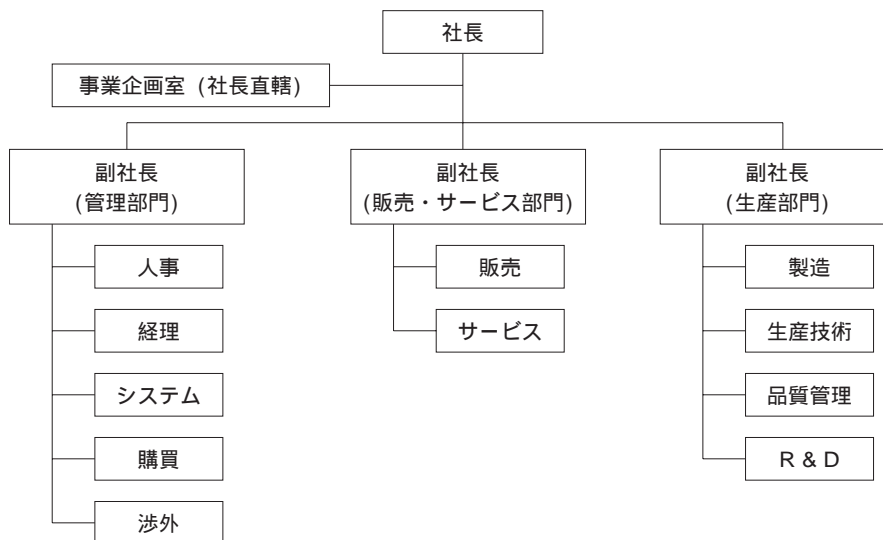 社長
事業企画室（社長直轄）
副社長
（管理部門）
副社長
（販売・サービス部門）
副社長
（生産部門）
人事
経理
システム
購買
渉外
販売
サービス
製造
生産技術
品質管理
R & D